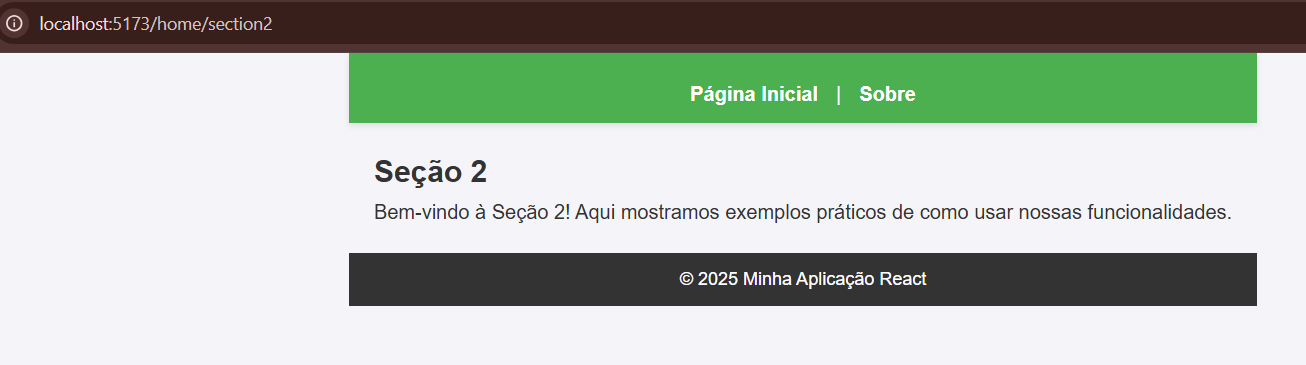 localhost:5173/home/section2
Página Inicial | Sobre
Seção 2
Bem-vindo à Seção 2! Aqui mostramos exemplos práticos de como usar nossas funcionalidades.
© 2025 Minha Aplicação React